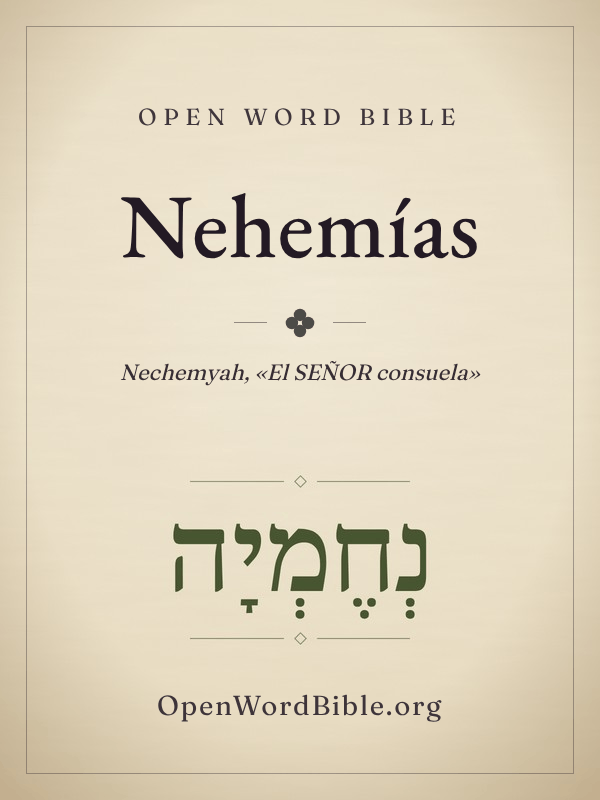 OPEN WORD BIBLE
Nehemías
Nechemyah, «El SEÑOR consuela»
נְחֶמְיָה
OpenWordBible.org